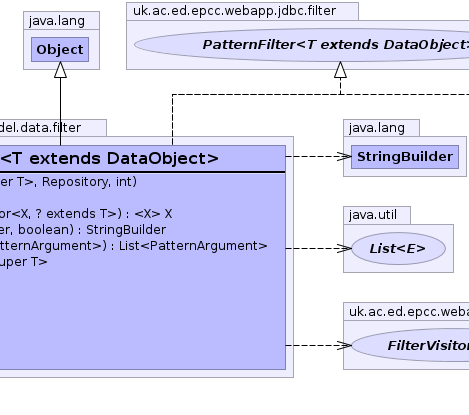 java.lang
Object
uk.ac.ed.epcc.webapp.jdbc.filter
PatternFilter<T extends DataObject>
del.data.filter
<T extends DataObject>
er T>, Repository, int)
or<X, ? extends T>) : <X> X
er, boolean) : StringBuilder
atternArgument>) : List<PatternArgument>
uper T>
java.lang
StringBuilder
java.util
List<E>
uk.ac.ed.epcc.weba
FilterVisitor